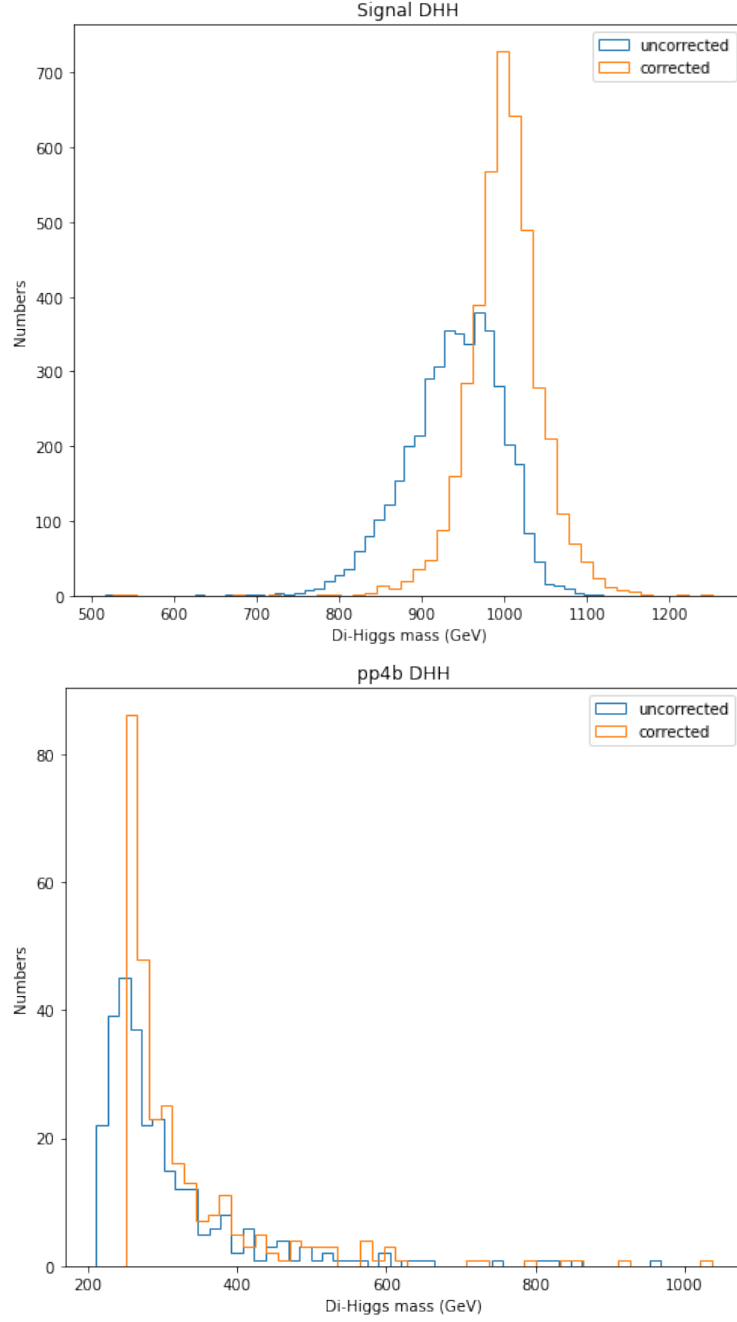 Signal DHH
uncorrected
corrected
700
600
500
400
300
200
100
0
Numbers
500 600 700 800 900 1000 1100 1200
Di-Higgs mass (GeV)
pp4b DHH
uncorrected
corrected
80
60
40
20
0
Numbers
200 400 600 800 1000
Di-Higgs mass (GeV)